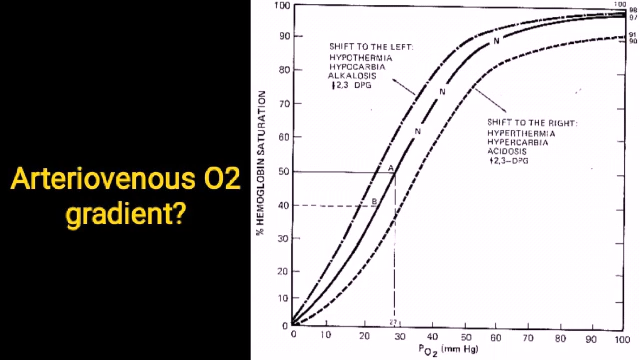 Arteriovenous O2
gradient?
% HEMOGLOBIN SATURATION
100
90
80
70
60
50
40
30
20
10
0
SHIFT TO THE LEFT:
HYPOTHERMIA
HYPOCARBIA
ALKALOSIS
↓2,3 DPG
N
N
N
A
B
SHIFT TO THE RIGHT:
HYPERTHERMIA
HYPERCARBIA
ACIDOSIS
↑2,3-DPG
100
98
97
91
90
27
0 10 20 30 40 50 60 70 80 90 100
PO2 (mm Hg)